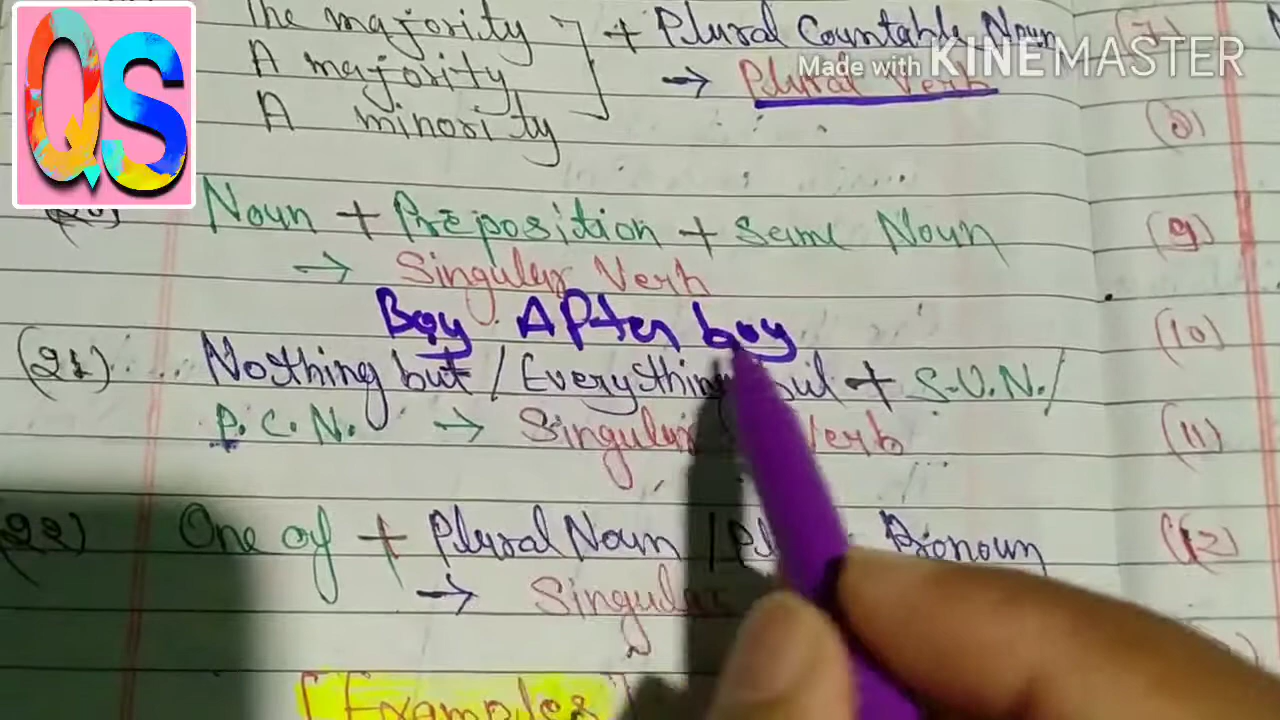 QS
The majority
A majority
A minority
+ Plural Countable Noun
→ Plural Verb
Made with KINEMASTER
(20) Noun + Preposition + Same Noun
→ Singular Verb
Boy After boy
(21) Nothing but / Everything but + S.U.N. /
P.C.N. → Singular Verb
(22) One of + Plural Noun / Pronoun
→ Singular
[Examples]
(7)
(9)
(10)
(11)
(12)